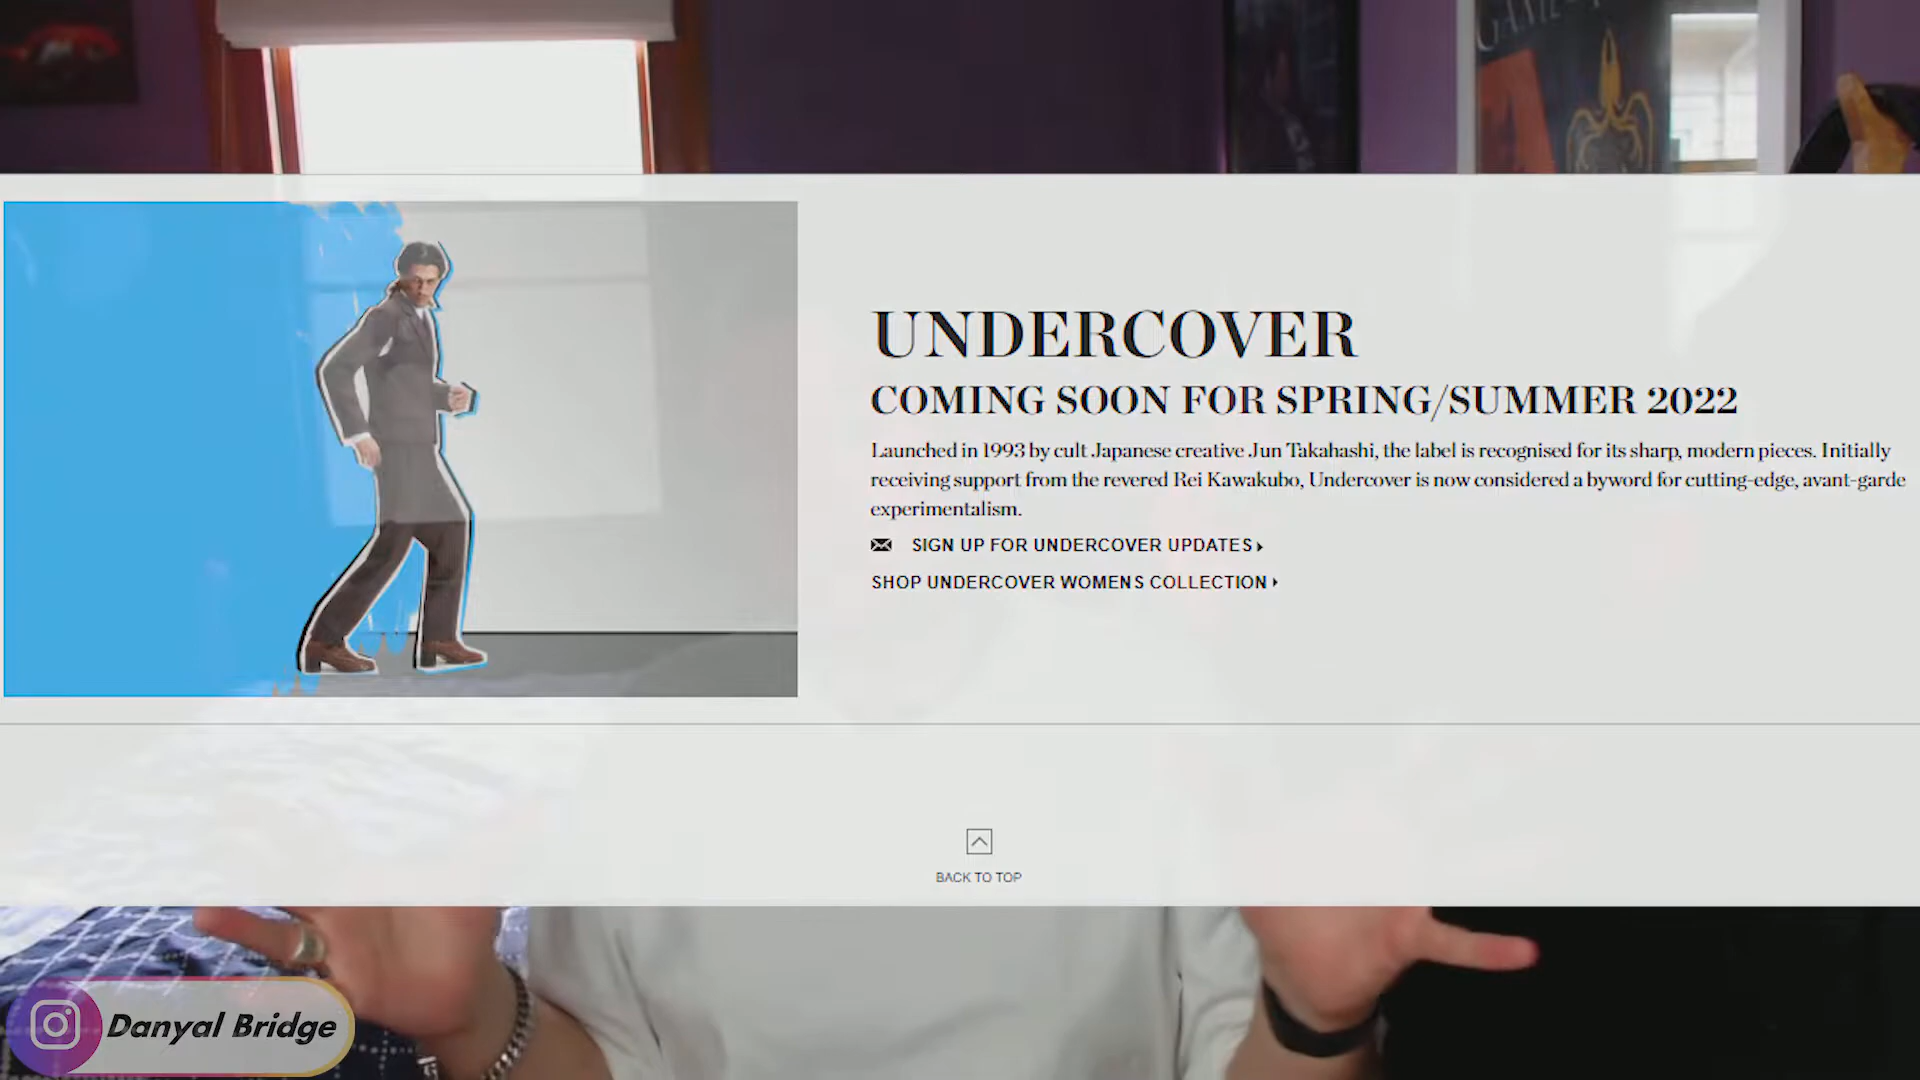 GAME
UNDERCOVER
COMING SOON FOR SPRING/SUMMER 2022
Launched in 1993 by cult Japanese creative Jun Takahashi, the label is recognised for its sharp, modern pieces. Initially
receiving support from the revered Rei Kawakubo, Undercover is now considered a byword for cutting-edge, avant-garde
experimentalism.
SIGN UP FOR UNDERCOVER UPDATES
SHOP UNDERCOVER WOMENS COLLECTION
BACK TO TOP
Danyal Bridge